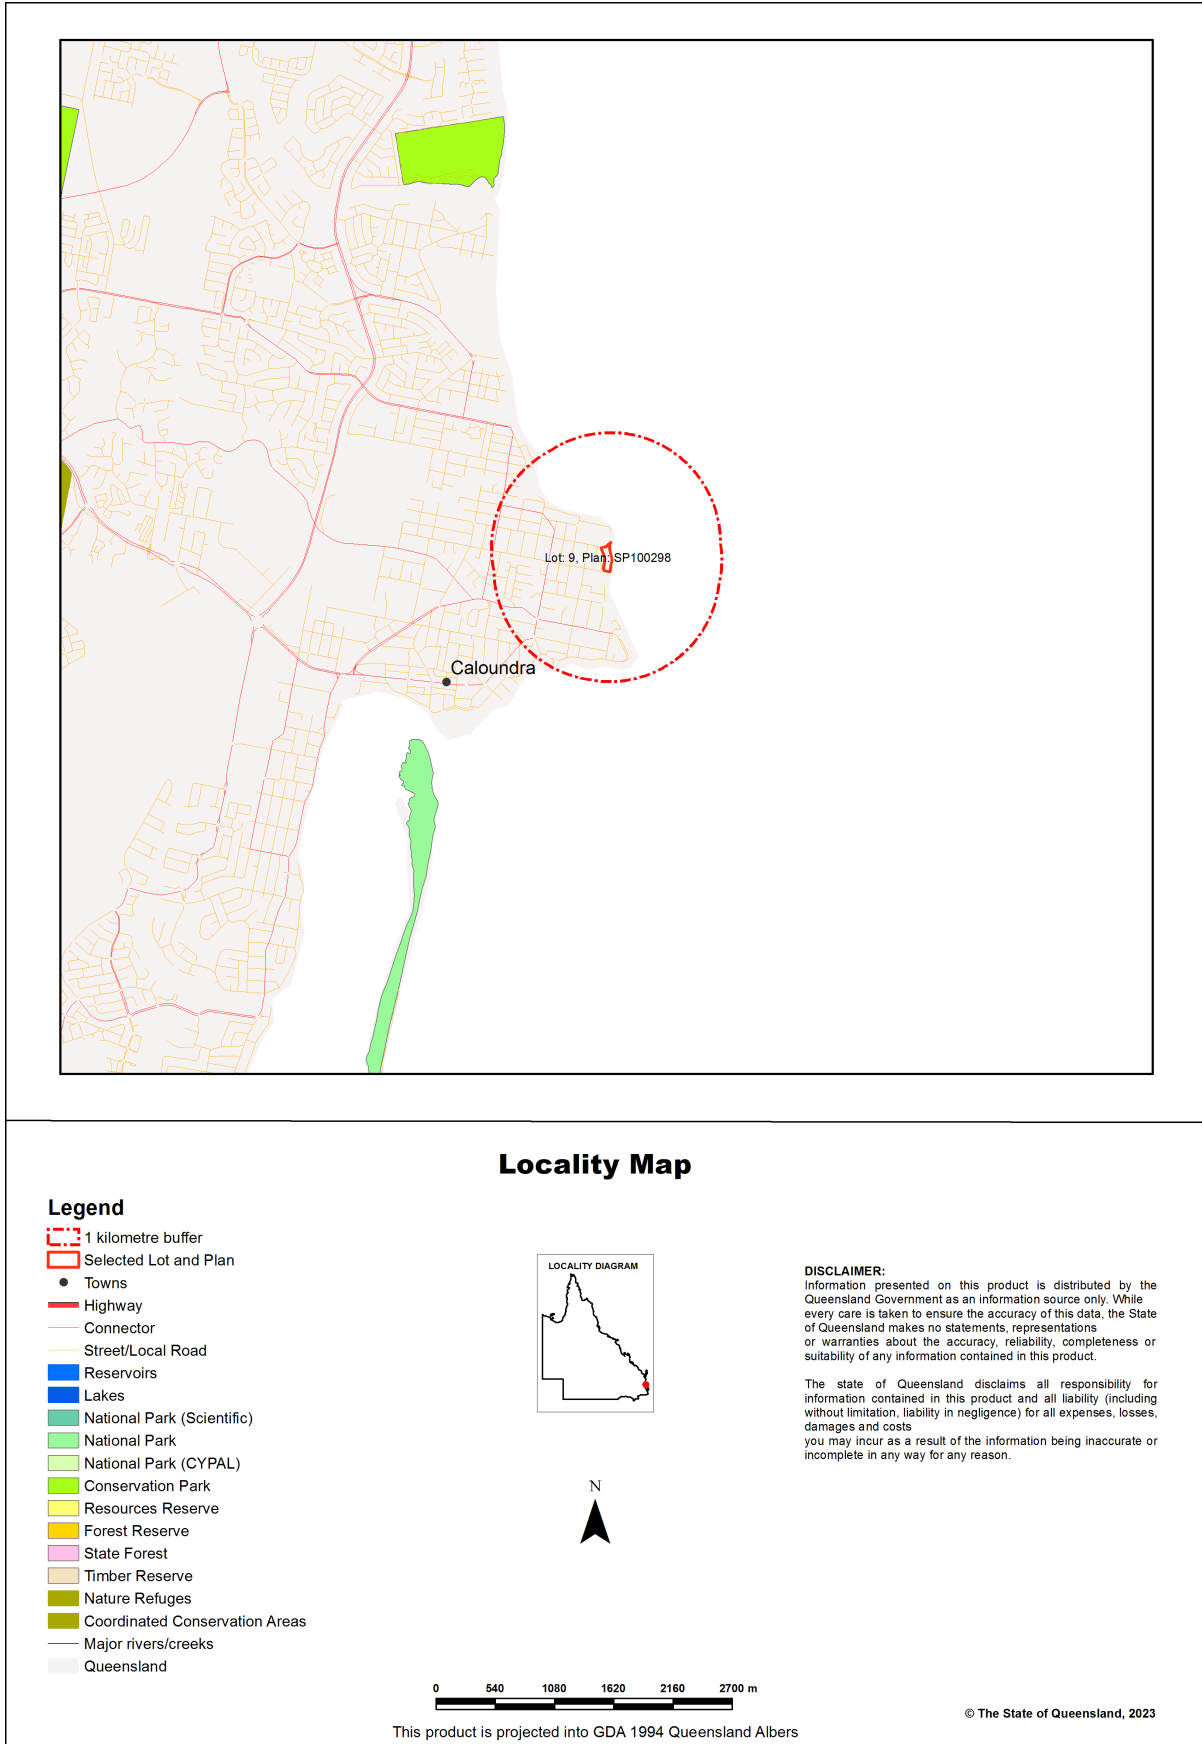 Lot: 9, Plan: SP100298
Caloundra
Locality Map
Legend
1 kilometre buffer
Selected Lot and Plan
Towns
Highway
Connector
Street/Local Road
Reservoirs
Lakes
National Park (Scientific)
National Park
National Park (CYPAL)
Conservation Park
Resources Reserve
Forest Reserve
State Forest
Timber Reserve
Nature Refuges
Coordinated Conservation Areas
Major rivers/creeks
Queensland
LOCALITY DIAGRAM
N
DISCLAIMER:
Information presented on this product is distributed by the
Queensland Government as an information source only. While
every care is taken to ensure the accuracy of this data, the State
of Queensland makes no statements, representations
or warranties about the accuracy, reliability, completeness or
suitability of any information contained in this product.
The state of Queensland disclaims all responsibility for
information contained in this product and all liability (including
without limitation, liability in negligence) for all expenses, losses,
damages and costs
you may incur as a result of the information being inaccurate or
incomplete in any way for any reason.
0 540 1080 1620 2160 2700 m
This product is projected into GDA 1994 Queensland Albers
© The State of Queensland, 2023